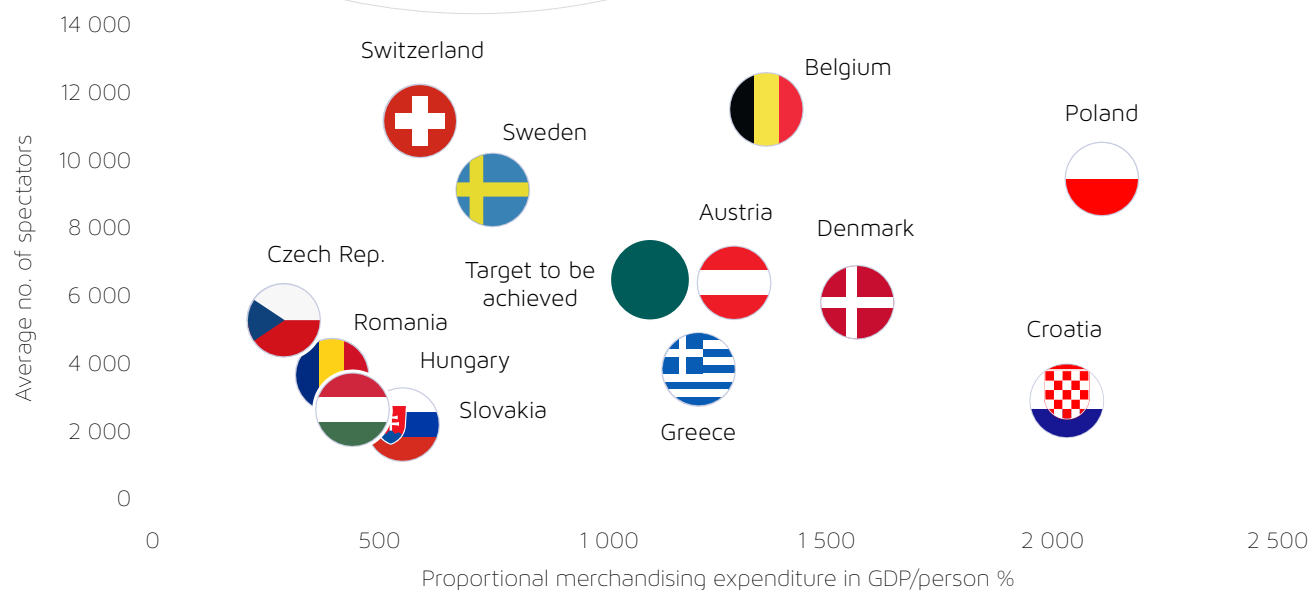 14 000
Switzerland
Belgium
12 000
Poland
Sweden
10 000
Austria
8 000
Denmark
Czech Rep.
Target to be
achieved
6 000
Romania
Croatia
Hungary
4 000
Slovakia
Greece
2 000
0
Average no. of spectators
0 500 1 000 1 500 2 000 2 500
Proportional merchandising expenditure in GDP/person %